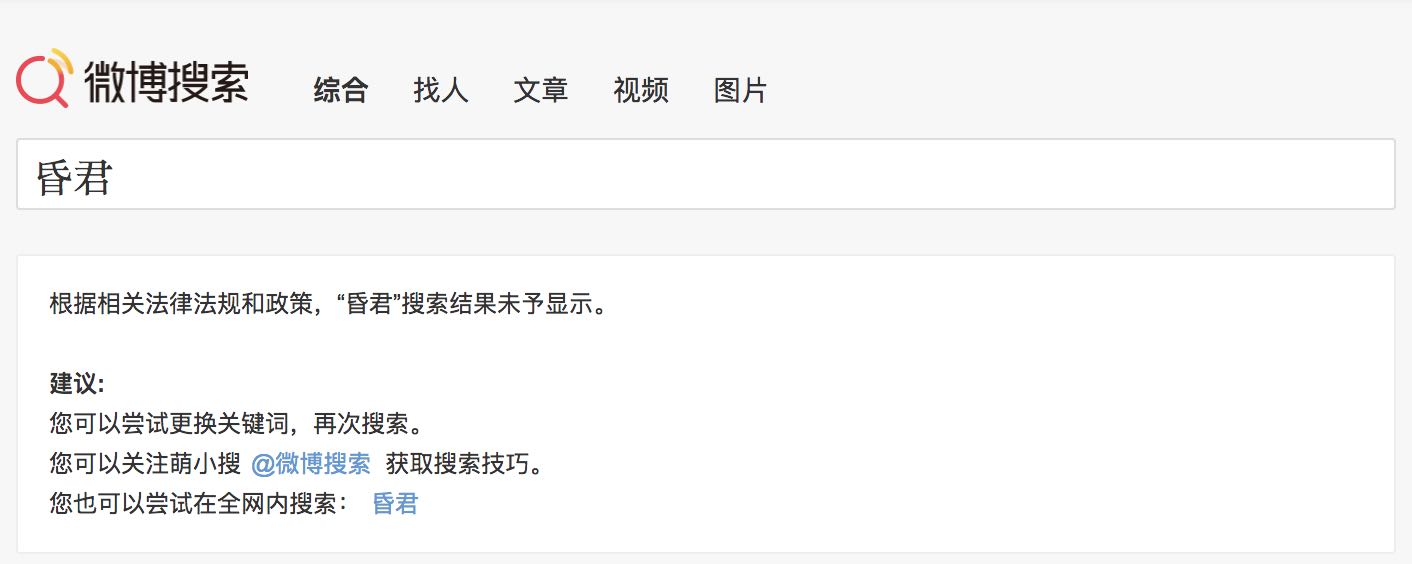 微博搜索 综合 找人 文章 视频 图片
昏君
根据相关法律法规和政策，“昏君”搜索结果未予显示。
建议:
您可以尝试更换关键词，再次搜索。
您可以关注萌小搜 @微博搜索 获取搜索技巧。
您也可以尝试在全网内搜索： 昏君